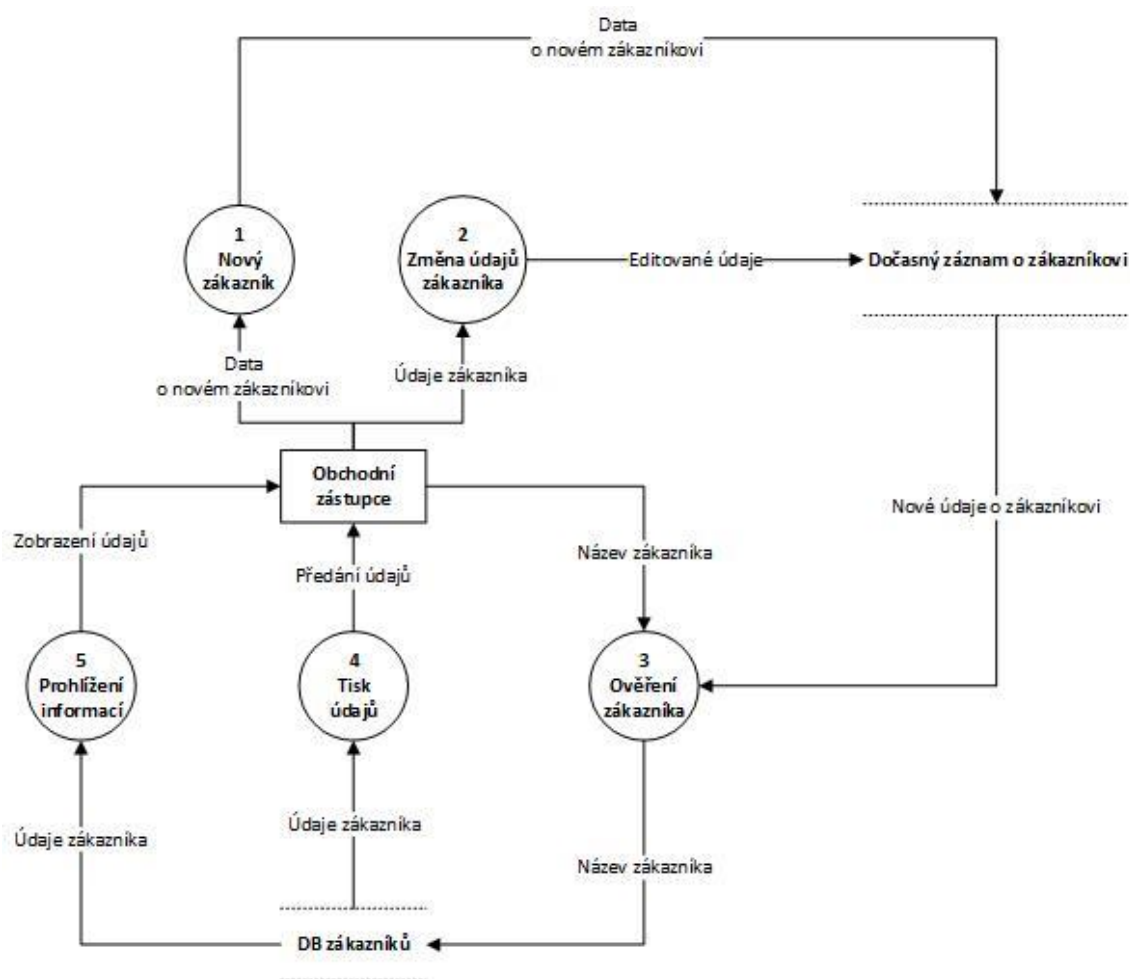 Data
o novém zákazníkovi
1
Nový
zákazník
2
Změna údajů
zákazníka
Editované údaje
Dočasný záznam o zákazníkovi
Data
o novém zákazníkovi
Údaje zákazníka
Obchodní
zástupce
Nové údaje o zákazníkovi
Zobrazení údajů
Předání údajů
Název zákazníka
5
Prohlížení
informací
4
Tisk
údajů
3
Ověření
zákazníka
Údaje zákazníka
Údaje zákazníka
Název zákazníka
DB zákazníků